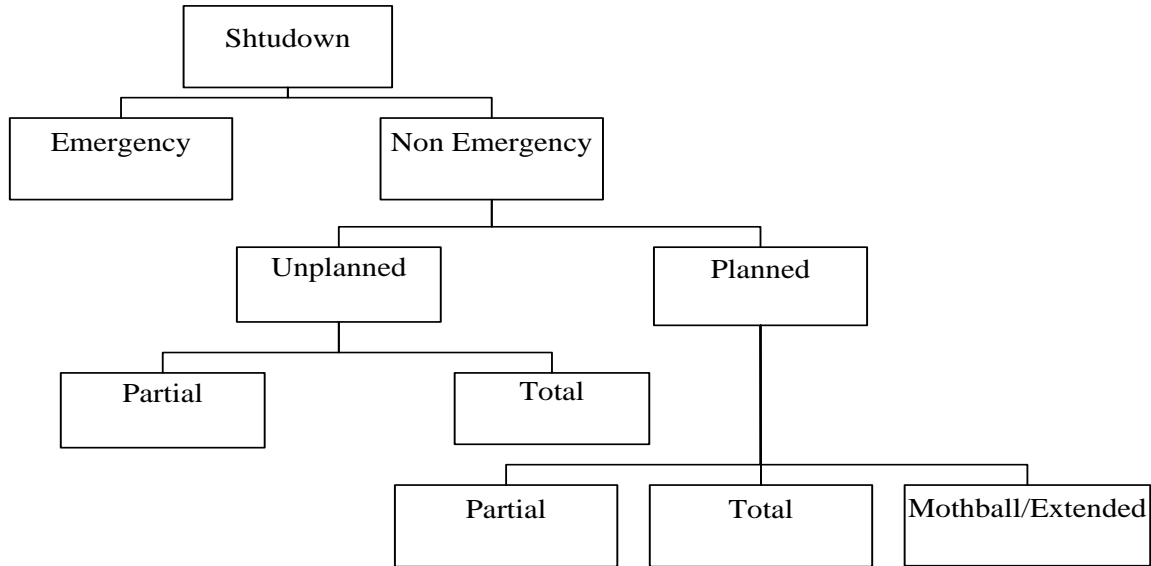 Shtudown
Emergency
Non Emergency
Unplanned
Planned
Partial
Total
Partial
Total
Mothball/Extended